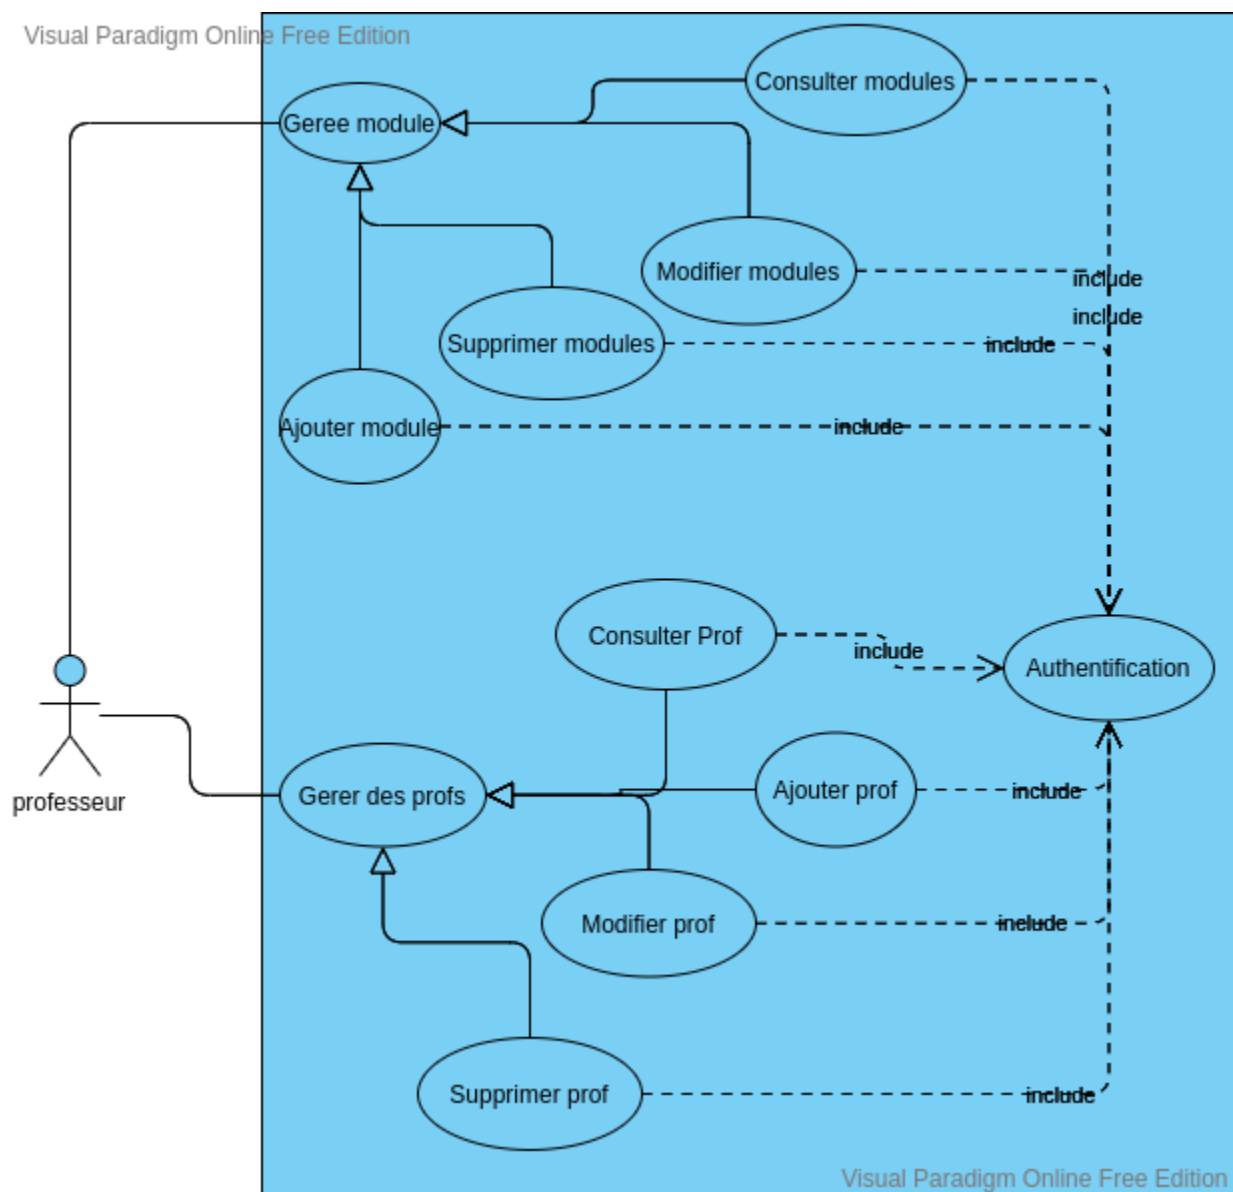 Visual Paradigm Online Free Edition
Consulter modules
Geree module
Modifier modules
include
include
Supprimer modules
include
Ajouter module
include
Consulter Prof
include
Authentification
professeur
Gerer des profs
Ajouter prof
include
Modifier prof
include
Supprimer prof
include
Visual Paradigm Online Free Edition